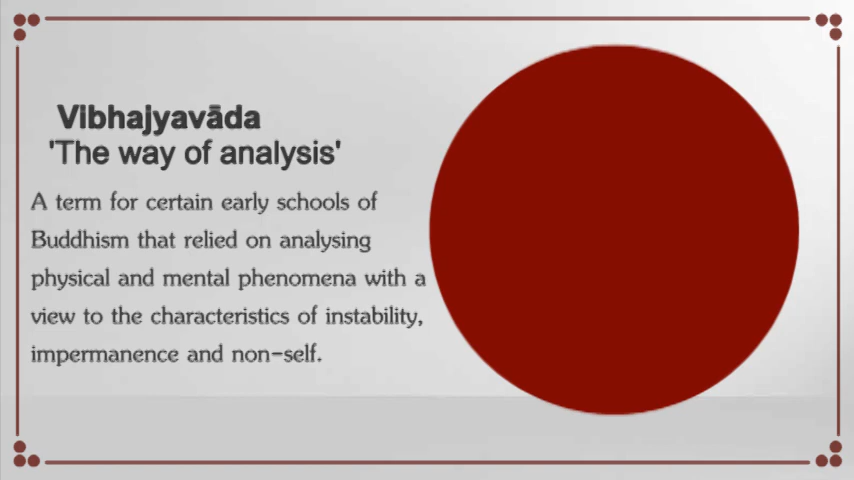 Vibhajyavāda
'The way of analysis'
A term for certain early schools of
Buddhism that relied on analysing
physical and mental phenomena with a
view to the characteristics of instability,
impermanence and non-self.